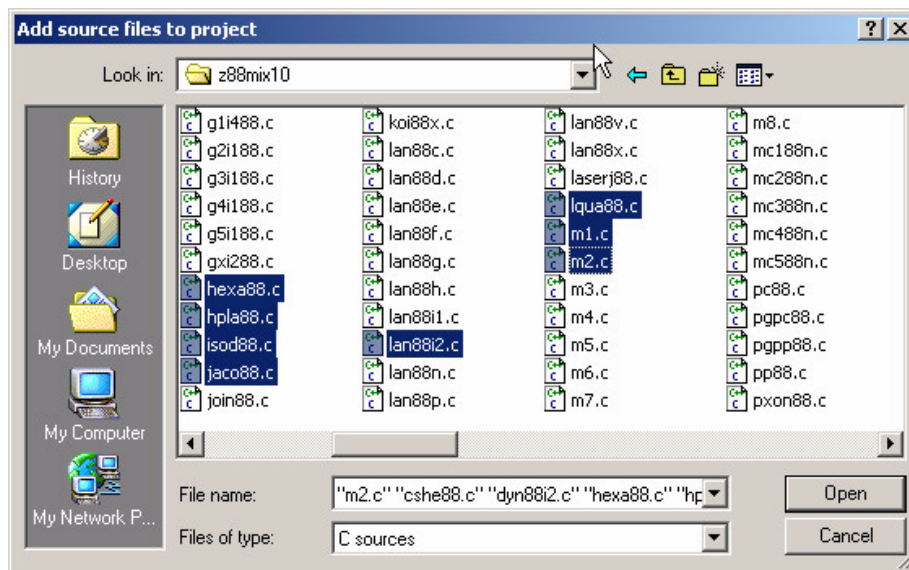 Add source files to project
Look in: z88mix10
History
Desktop
My Documents
My Computer
My Network P...
g1i488.c
g2i188.c
g3i188.c
g4i188.c
g5i188.c
gxi288.c
hexa88.c
hpla88.c
isod88.c
jaco88.c
join88.c
koi88x.c
lan88c.c
lan88d.c
lan88e.c
lan88f.c
lan88g.c
lan88h.c
lan88i1.c
lan88i2.c
lan88n.c
lan88p.c
lan88v.c
lan88x.c
laserj88.c
lqua88.c
m1.c
m2.c
m3.c
m4.c
m5.c
m6.c
m7.c
m8.c
mc188n.c
mc288n.c
mc388n.c
mc488n.c
mc588n.c
pc88.c
pgpc88.c
pgpp88.c
pp88.c
pxon88.c
File name: "m2.c" "cshe88.c" "dyn88i2.c" "hexa88.c" "hp
Open
Files of type: C sources
Cancel